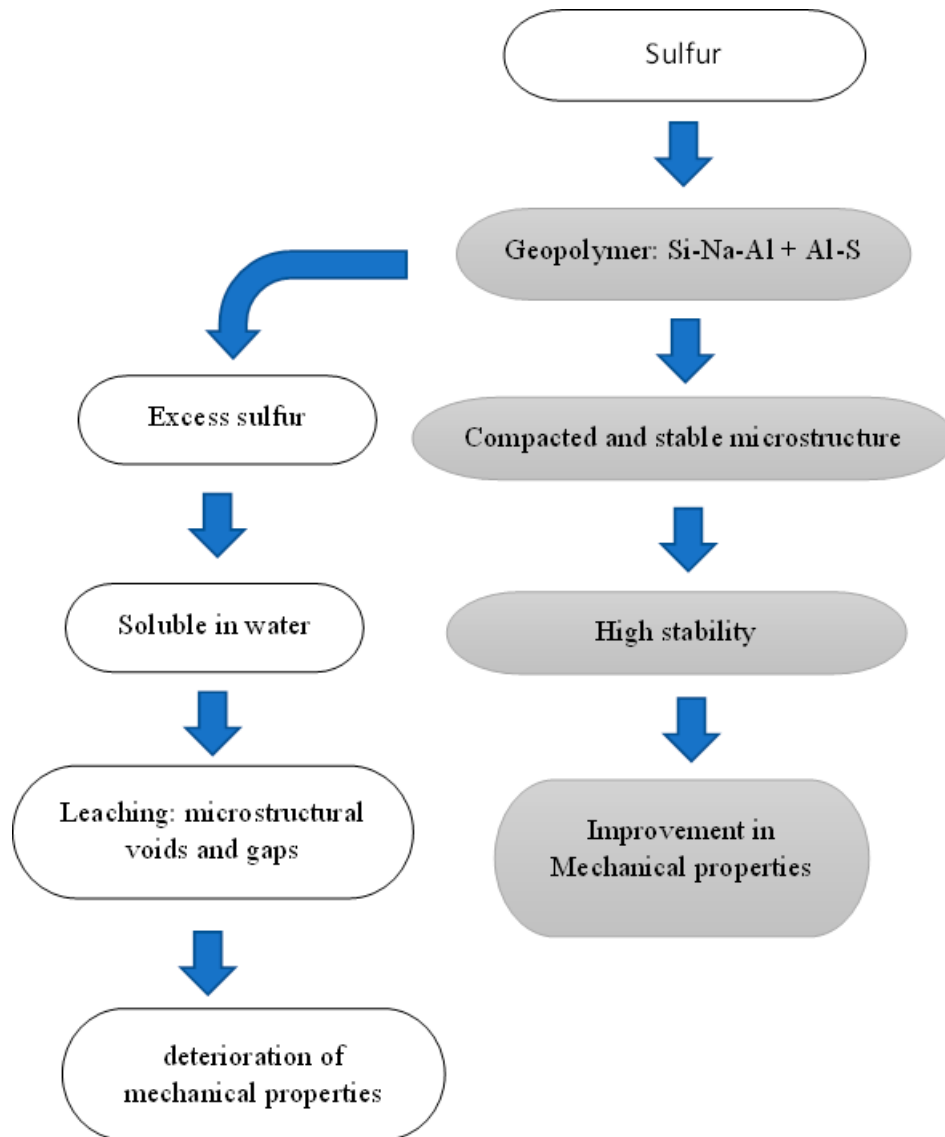 Sulfur
Geopolymer: Si-Na-Al + Al-S
Compacted and stable microstructure
High stability
Improvement in
Mechanical properties
Excess sulfur
Soluble in water
Leaching: microstructural
voids and gaps
deterioration of
mechanical properties